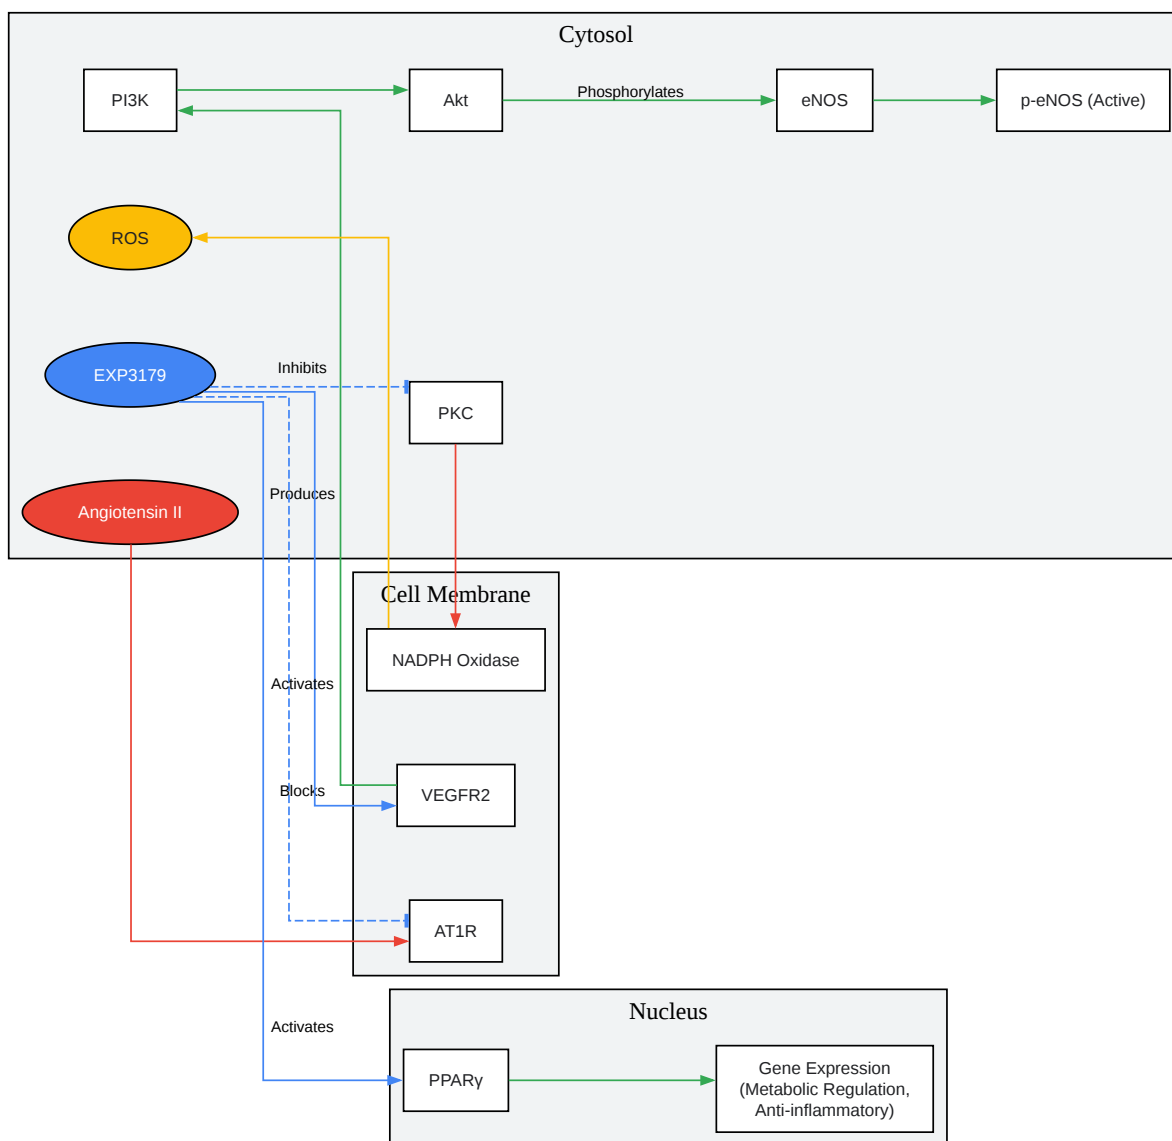 Cytosol
PI3K
Akt
Phosphorylates
eNOS
p-eNOS (Active)
ROS
EXP3179
Inhibits
PKC
Produces
Angiotensin II
Cell Membrane
NADPH Oxidase
Activates
Blocks
VEGFR2
AT1R
Nucleus
Activates
PPARγ
Gene Expression
(Metabolic Regulation,
Anti-inflammatory)